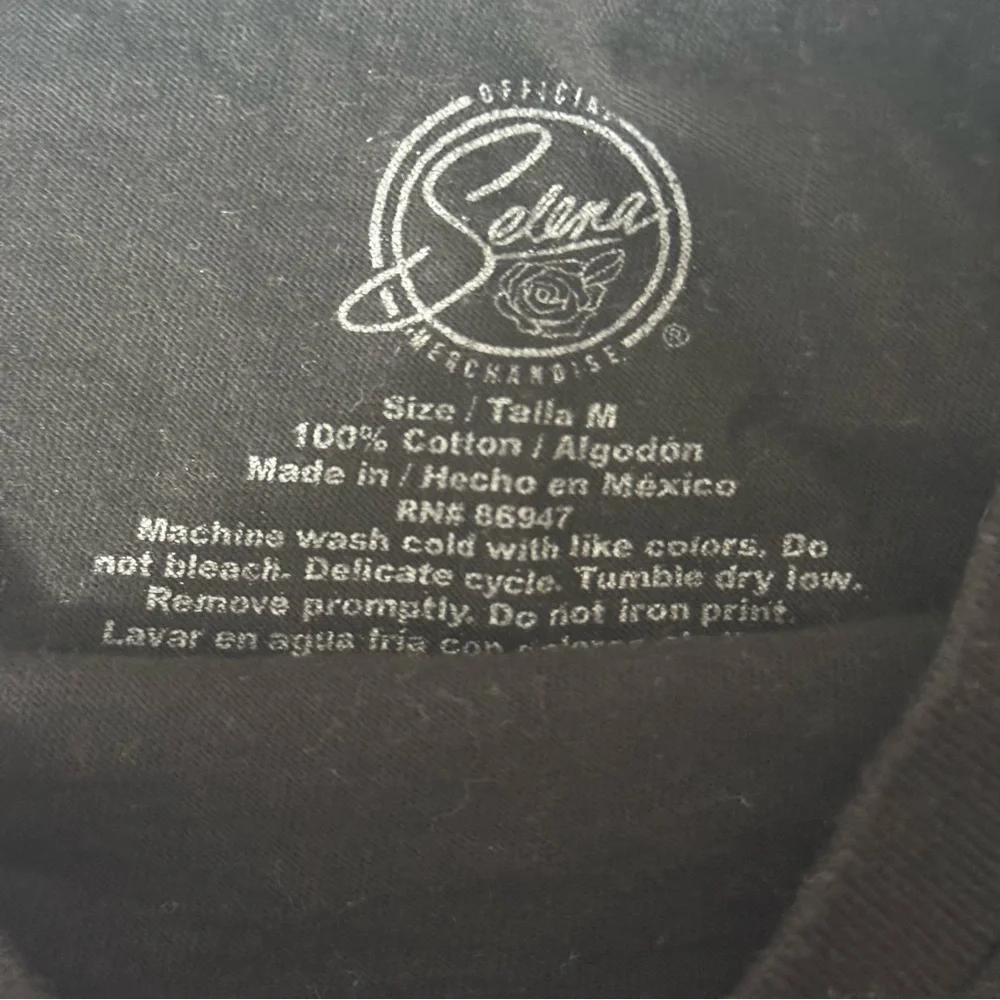 OFFICIAL
Selena
MERCHANDISE
®
Size / Talla M
100% Cotton / Algodón
Made in / Hecho en México
RN# 86947
Machine wash cold with like colors. Do
not bleach. Delicate cycle. Tumble dry low.
Remove promptly. Do not iron print.
Lavar en agua fría con